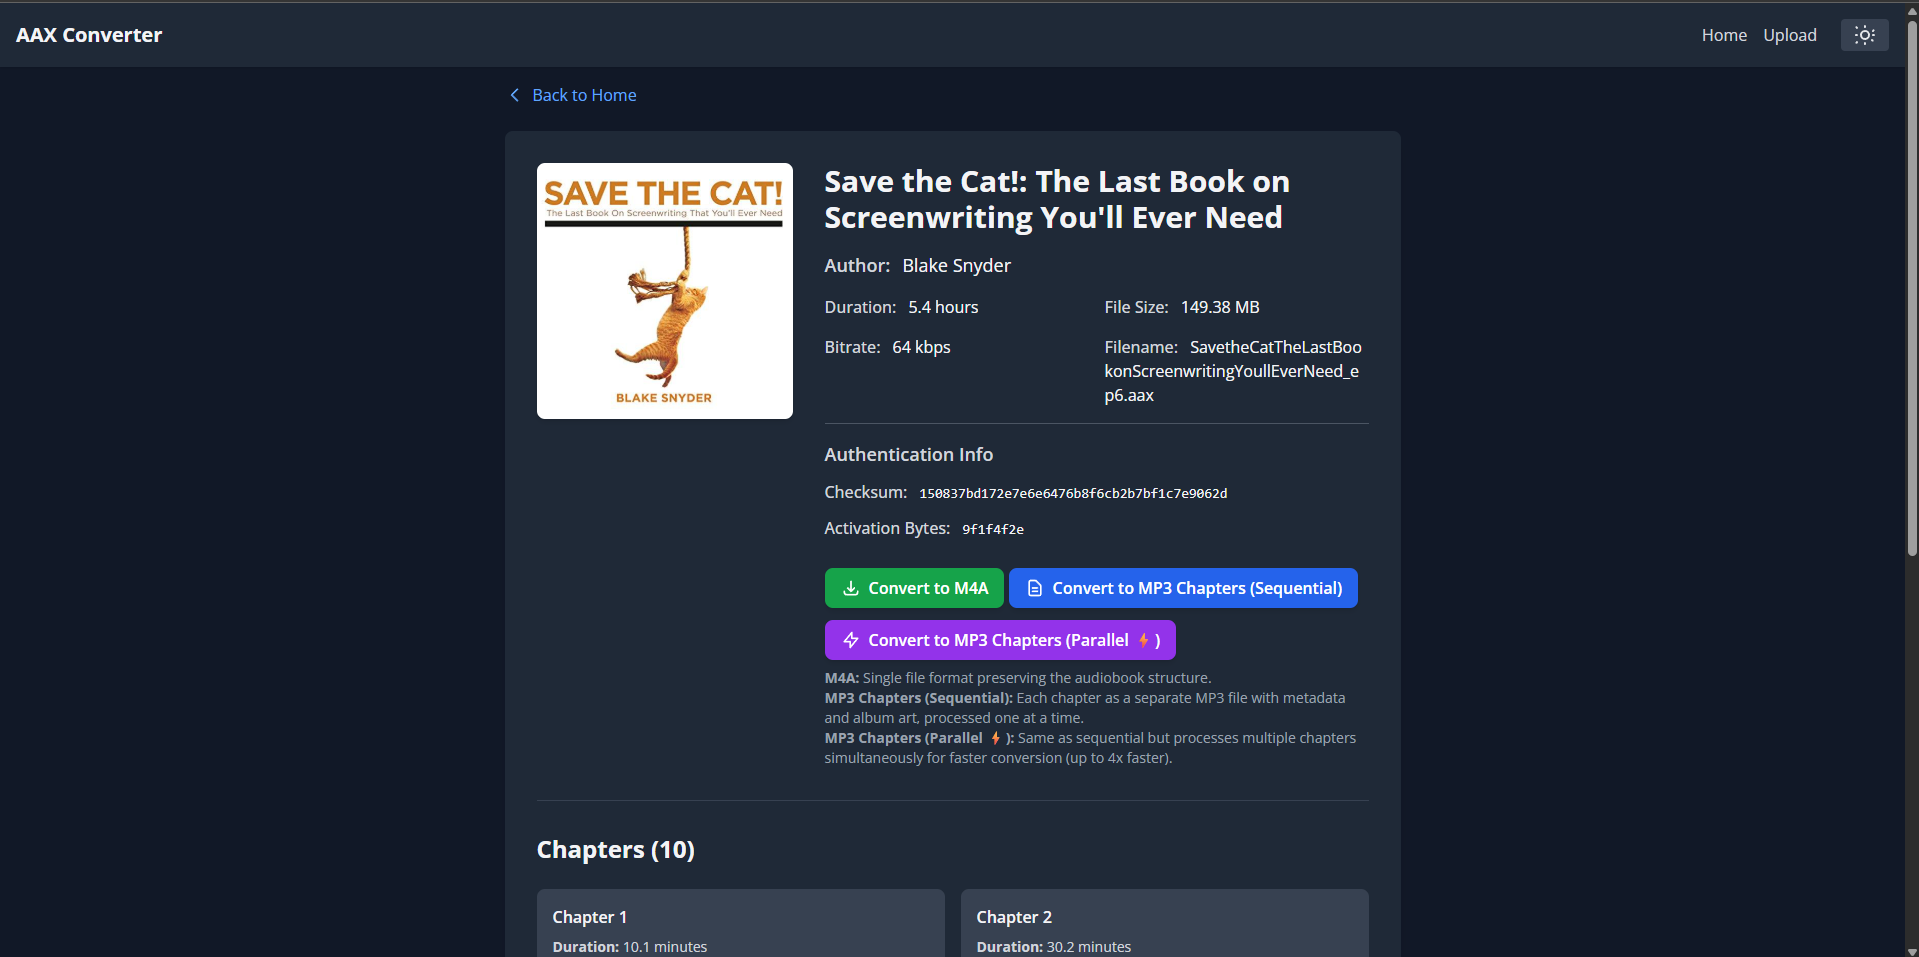 AAX Converter
Home
Upload
Back to Home
SAVE THE CAT!
The Last Book On Screenwriting That You'll Ever Need
BLAKE SNYDER
Save the Cat!: The Last Book on
Screenwriting You'll Ever Need
Author: Blake Snyder
Duration: 5.4 hours
File Size: 149.38 MB
Bitrate: 64 kbps
Filename: SavetheCatTheLastBoo
konScreenwritingYoullEverNeed_e
p6.aax
Authentication Info
Checksum: 150837bd172e7e6e6476b8f6cb2b7bf1c7e9062d
Activation Bytes: 9f1f4f2e
Convert to M4A
Convert to MP3 Chapters (Sequential)
Convert to MP3 Chapters (Parallel ⚡ )
M4A: Single file format preserving the audiobook structure.
MP3 Chapters (Sequential): Each chapter as a separate MP3 file with metadata
and album art, processed one at a time.
MP3 Chapters (Parallel ⚡ ): Same as sequential but processes multiple chapters
simultaneously for faster conversion (up to 4x faster).
Chapters (10)
Chapter 1
Duration: 10.1 minutes
Chapter 2
Duration: 30.2 minutes